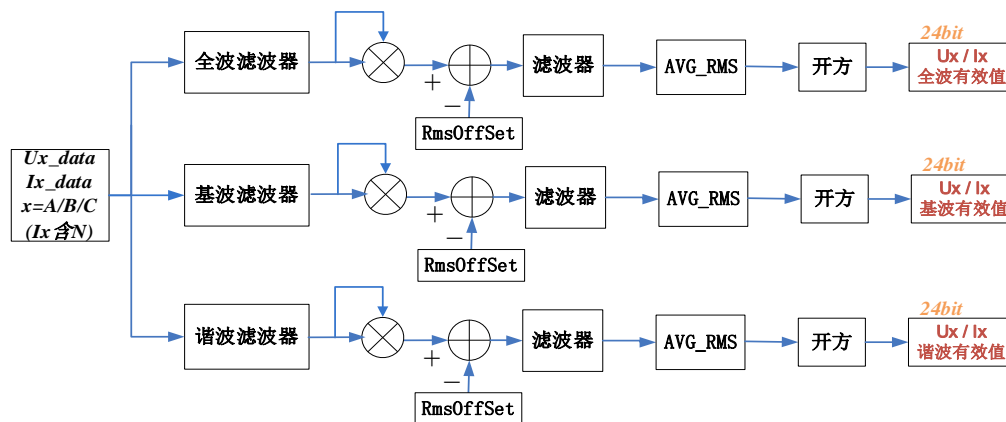 24bit
全波滤波器
+
−
滤波器
AVG_RMS
开方
Ux / Ix
全波有效值
RmsOffSet
Ux_data
Ix_data
x=A/B/C
(Ix含N)
24bit
基波滤波器
+
−
滤波器
AVG_RMS
开方
Ux / Ix
基波有效值
RmsOffSet
24bit
谐波滤波器
+
−
滤波器
AVG_RMS
开方
Ux / Ix
谐波有效值
RmsOffSet